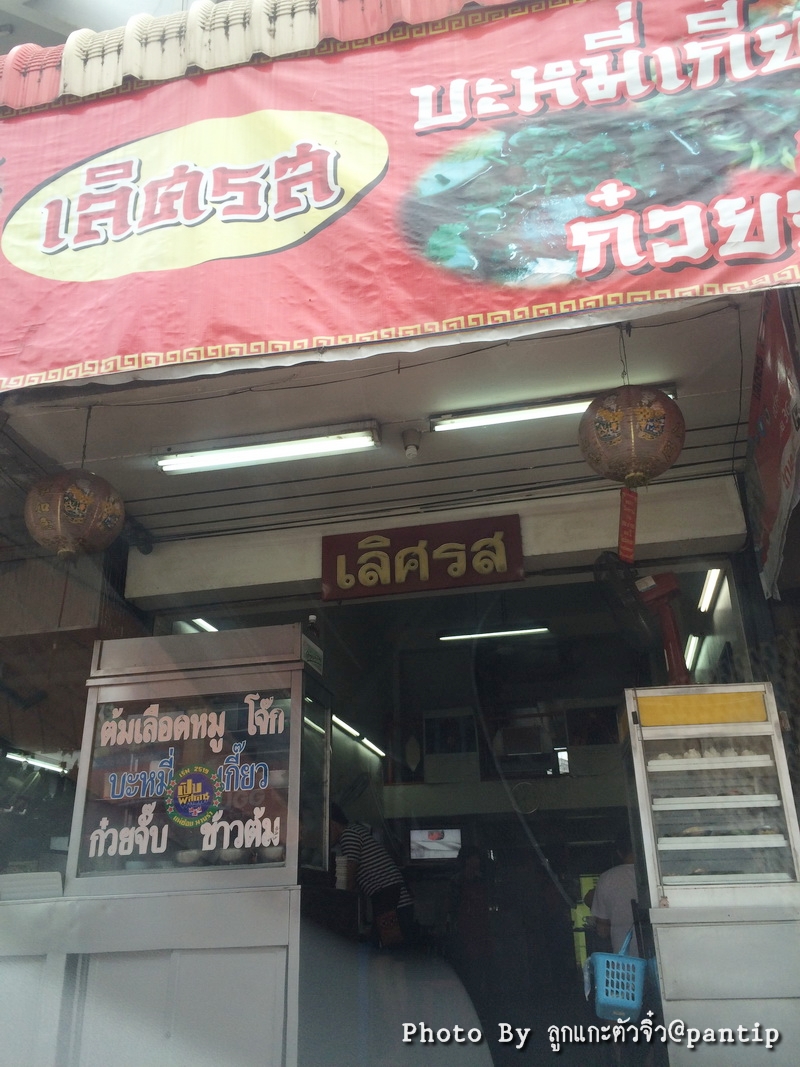 บะหมี่เกี๊ย
เลิศรส
ก๋วย
เลิศรส
ต้มเลือดหมู โจ๊ก
บะหมี่ เกี๊ยว
ก๋วยจั๊บ ข้าวต้ม
Photo By ลูกแกะตัวจิ๋ว@pantip